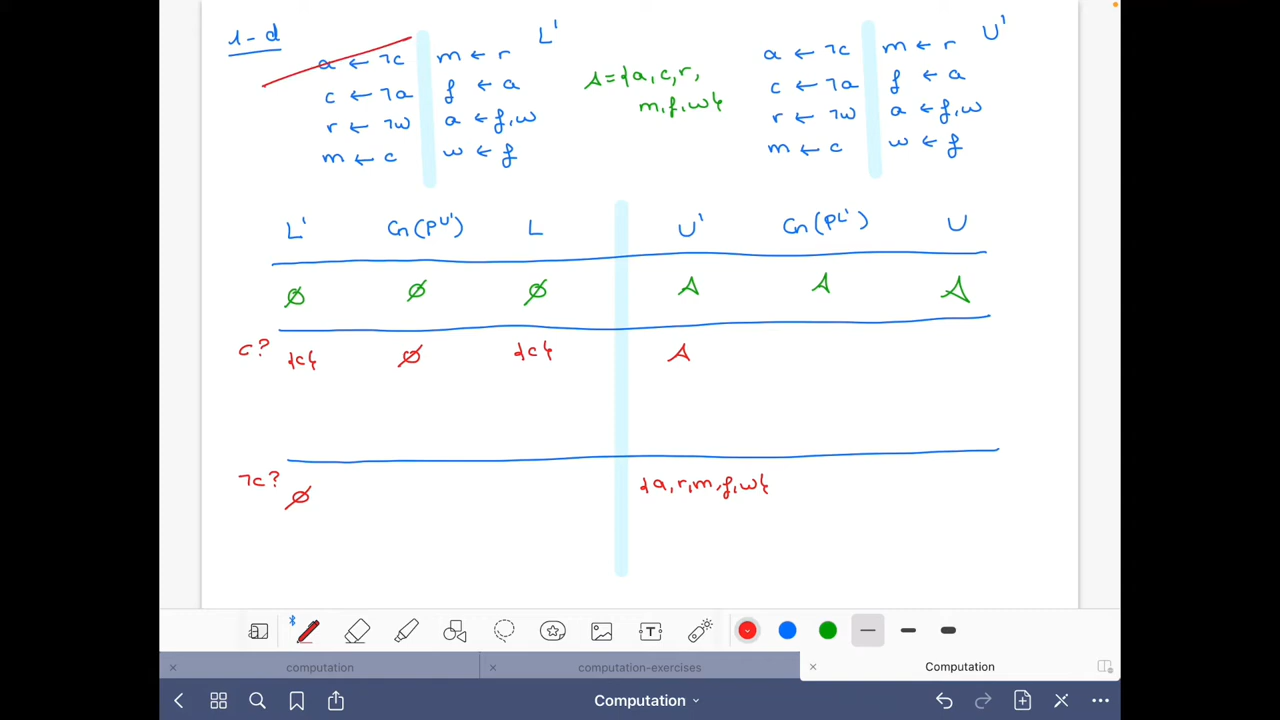 1-d
a ← ¬c
c ← ¬a
r ← ¬w
m ← c
m ← r
f ← a
a ← f,w
w ← f
L'
A={a,c,r,
m,f,w}
a ← ¬c
c ← ¬a
r ← ¬w
m ← c
m ← r
f ← a
a ← f,w
w ← f
U'
L' Cn(P^U') L U' Cn(P^L') U
∅ ∅ ∅ A A A
c? {c} ∅ {c} A
¬c? ∅ {a,r,m,f,w}
T
computation computation-exercises Computation
Computation